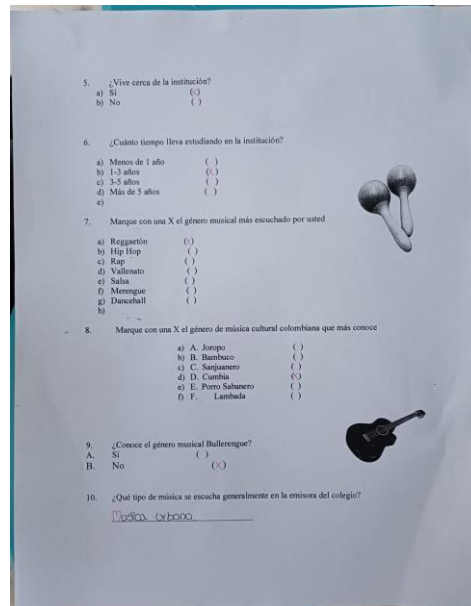 5. ¿Vive cerca de la institución?
a) Si (X)
b) No ( )
6. ¿Cuánto tiempo lleva estudiando en la institución?
a) Menos de 1 año ( )
b) 1-3 años (X)
c) 3-5 años ( )
d) Más de 5 años ( )
e)
7. Marque con una X el género musical más escuchado por usted
a) Reggaetón (X)
b) Hip Hop ( )
c) Rap ( )
d) Vallenato ( )
e) Salsa ( )
f) Merengue ( )
g) Dancehall ( )
h)
8. Marque con una X el género de música cultural colombiana que más conoce
a) A. Joropo ( )
b) B. Bambuco ( )
c) C. Sanjuanero ( )
d) D. Cumbia (X)
e) E. Porro Sabanero ( )
f) F. Lambada ( )
9. ¿Conoce el género musical Bullerengue?
A. Si ( )
B. No (X)
10. ¿Qué tipo de música se escucha generalmente en la emisora del colegio?
Musica urbana